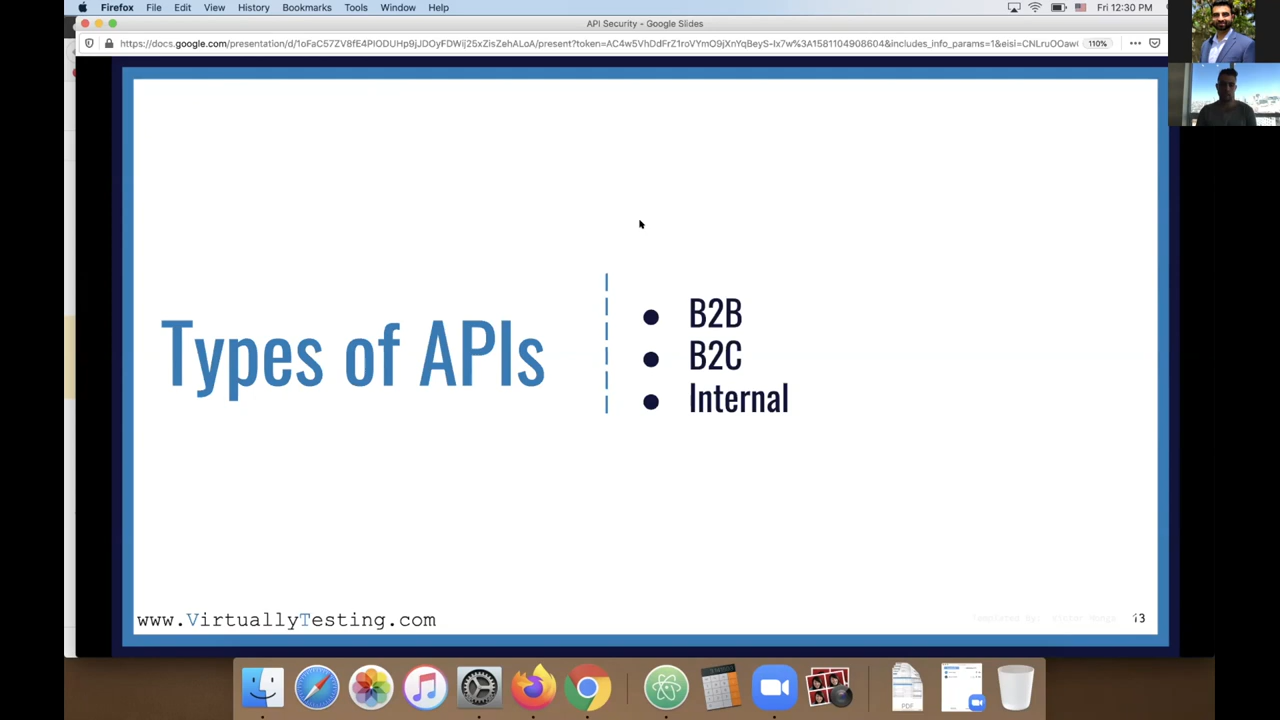 Firefox File Edit View History Bookmarks Tools Window Help Fri 12:30 PM
API Security - Google Slides
110%
Types of APIs
B2B
B2C
Internal
www.VirtuallyTesting.com
13
PDF